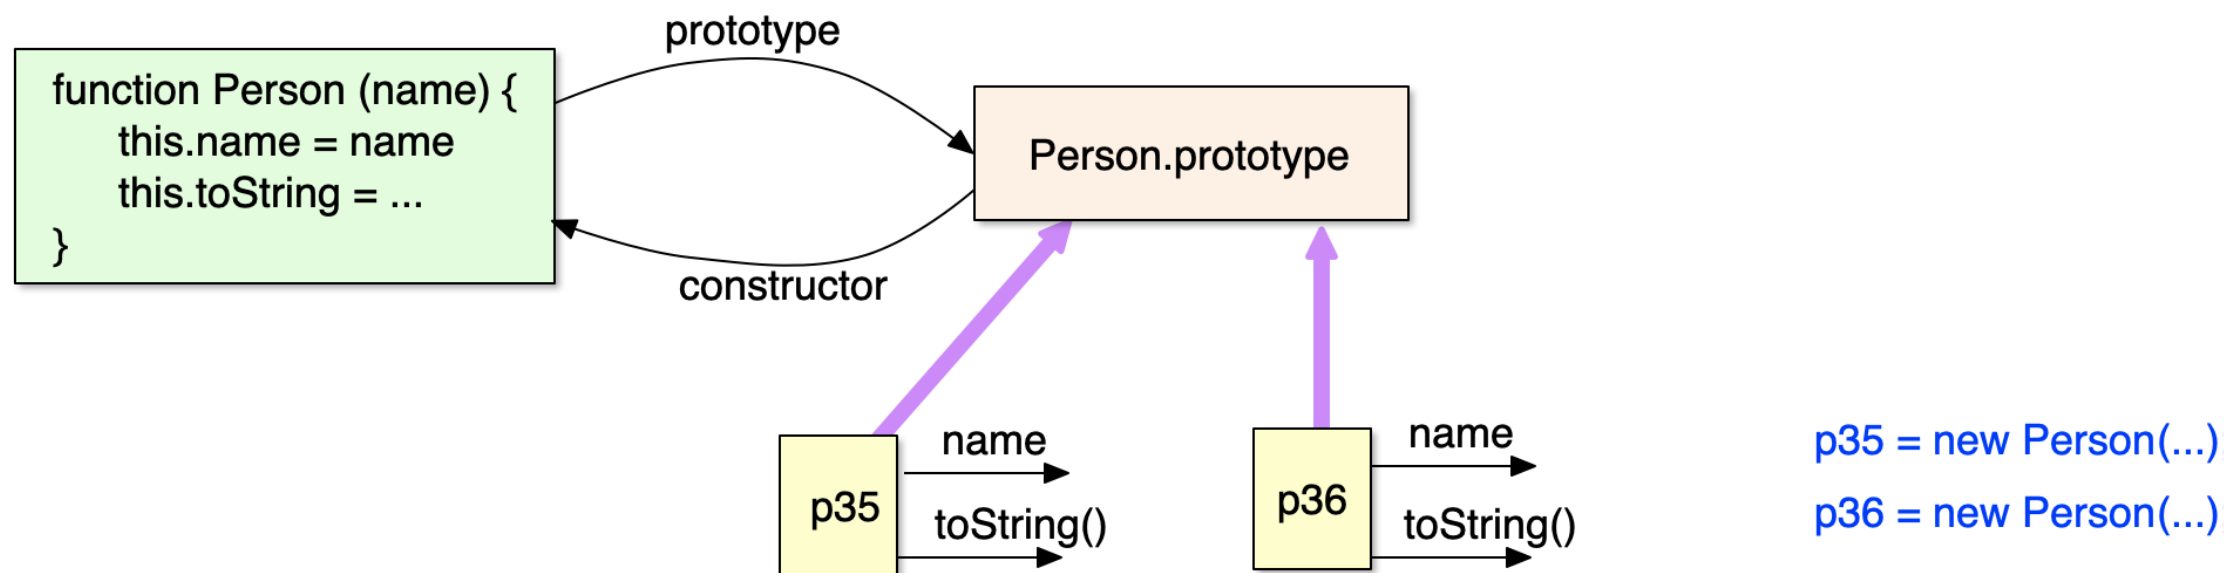 prototype
function Person (name) {
this.name = name
this.toString = ...
}
Person.prototype
constructor
name
p35
toString()
name
p36
toString()
p35 = new Person(...)
p36 = new Person(...)